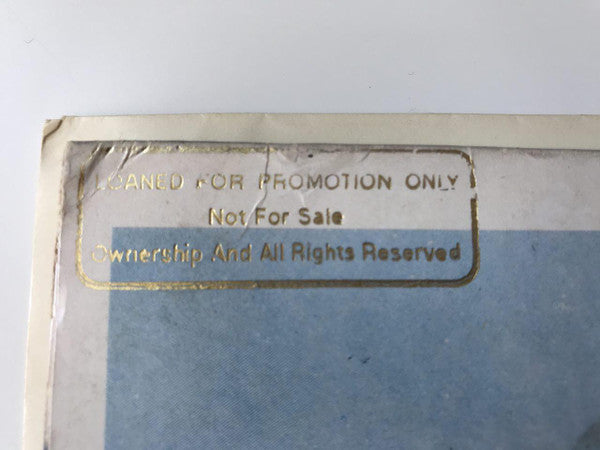 LOANED FOR PROMOTION ONLY
Not For Sale
Ownership And All Rights Reserved